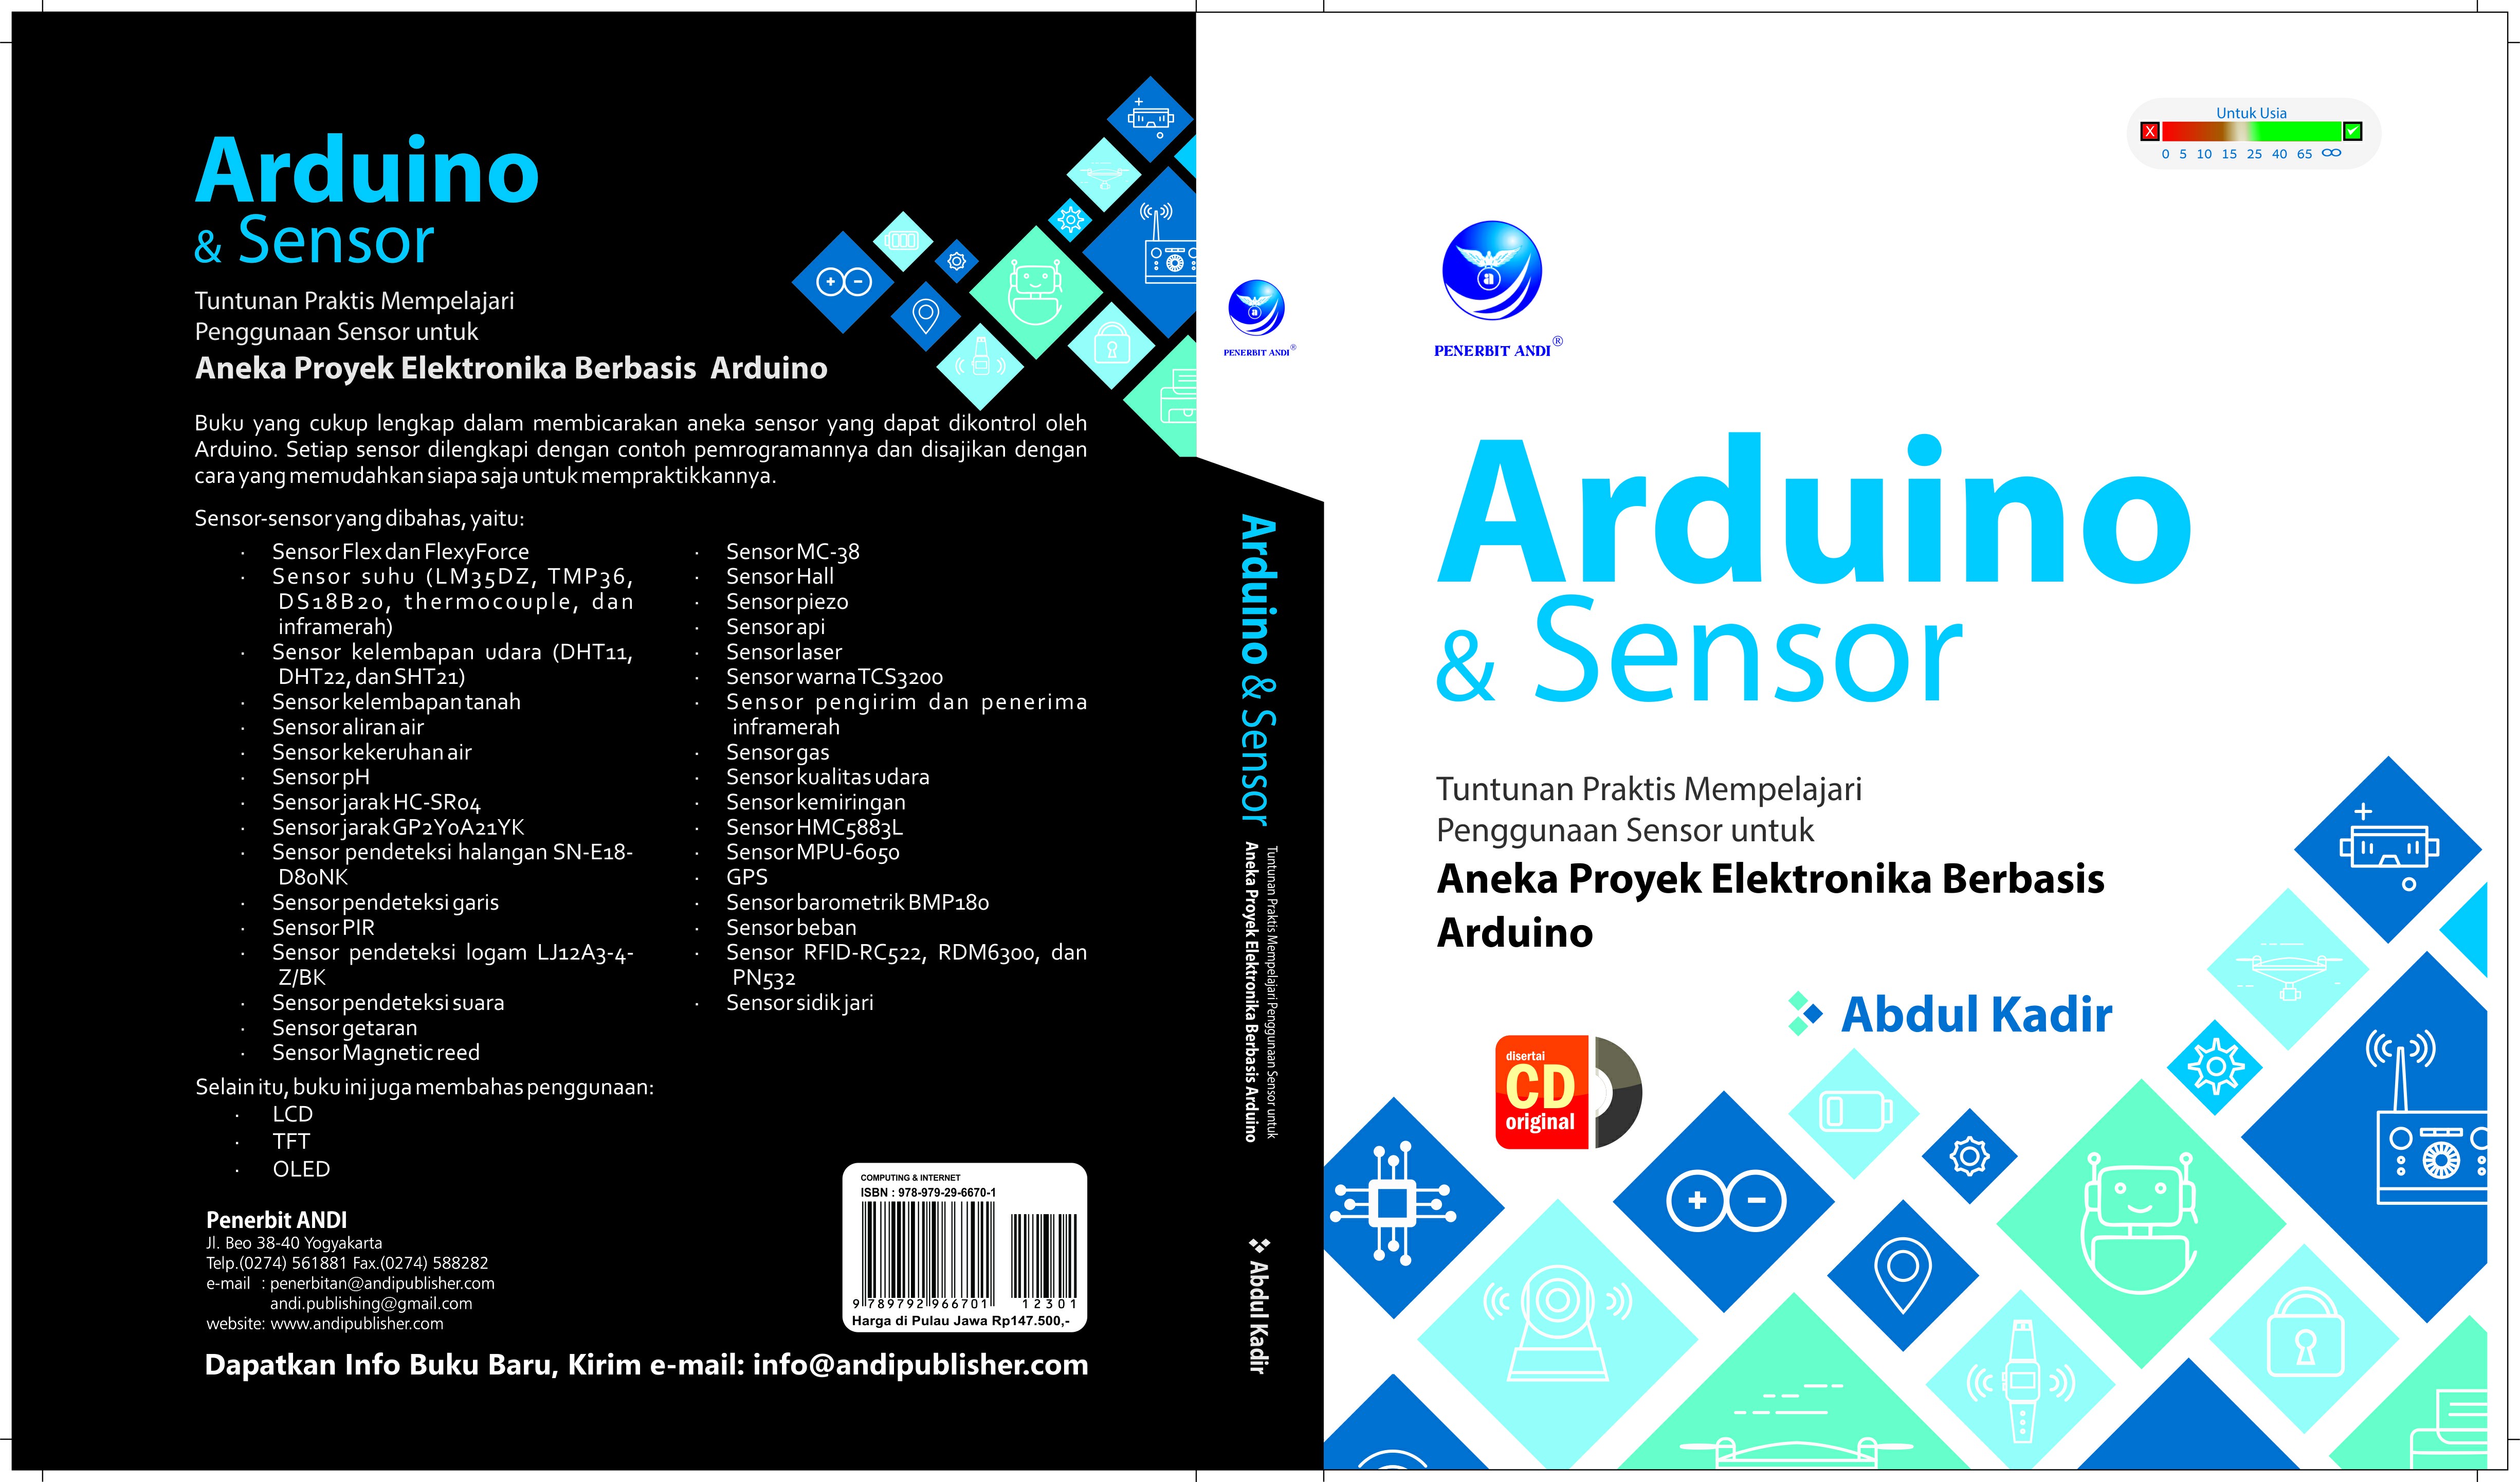 Arduino
& Sensor
Tuntunan Praktis Mempelajari
Penggunaan Sensor untuk
Aneka Proyek Elektronika Berbasis Arduino
Buku yang cukup lengkap dalam membicarakan aneka sensor yang dapat dikontrol oleh
Arduino. Setiap sensor dilengkapi dengan contoh pemrogramannya dan disajikan dengan
cara yang memudahkan siapa saja untuk mempraktikkannya.
Sensor-sensor yang dibahas, yaitu:
· Sensor Flex dan FlexyForce
· Sensor suhu (LM35DZ, TMP36,
DS18B20, thermocouple, dan
inframerah)
· Sensor kelembapan udara (DHT11,
DHT22, dan SHT21)
· Sensor kelembapan tanah
· Sensor aliran air
· Sensor kekeruhan air
· Sensor pH
· Sensor jarak HC-SR04
· Sensor jarak GP2Y0A21YK
· Sensor pendeteksi halangan SN-E18-
D80NK
· Sensor pendeteksi garis
· Sensor PIR
· Sensor pendeteksi logam LJ12A3-4-
Z/BK
· Sensor pendeteksi suara
· Sensor getaran
· Sensor Magnetic reed
· Sensor MC-38
· Sensor Hall
· Sensor piezo
· Sensor api
· Sensor laser
· Sensor warna TCS3200
· Sensor pengirim dan penerima
inframerah
· Sensor gas
· Sensor kualitas udara
· Sensor kemiringan
· Sensor HMC5883L
· Sensor MPU-6050
· GPS
· Sensor barometrik BMP180
· Sensor beban
· Sensor RFID-RC522, RDM6300, dan
PN532
· Sensor sidik jari
Selain itu, buku ini juga membahas penggunaan:
· LCD
· TFT
· OLED
Penerbit ANDI
Jl. Beo 38-40 Yogyakarta
Telp.(0274) 561881 Fax.(0274) 588282
e-mail : penerbitan@andipublisher.com
andi.publishing@gmail.com
website: www.andipublisher.com
COMPUTING & INTERNET
ISBN : 978-979-29-6670-1
9 789792 966701 12301
Harga di Pulau Jawa Rp147.500,-
Dapatkan Info Buku Baru, Kirim e-mail: info@andipublisher.com
a
PENERBIT ANDI®
Arduino & Sensor
Tuntunan Praktis Mempelajari Penggunaan Sensor untuk
Aneka Proyek Elektronika Berbasis Arduino
Abdul Kadir
Untuk Usia
X
0 5 10 15 25 40 65 ∞
a
PENERBIT ANDI®
Arduino
& Sensor
Tuntunan Praktis Mempelajari
Penggunaan Sensor untuk
Aneka Proyek Elektronika Berbasis
Arduino
Abdul Kadir
disertai
CD
original